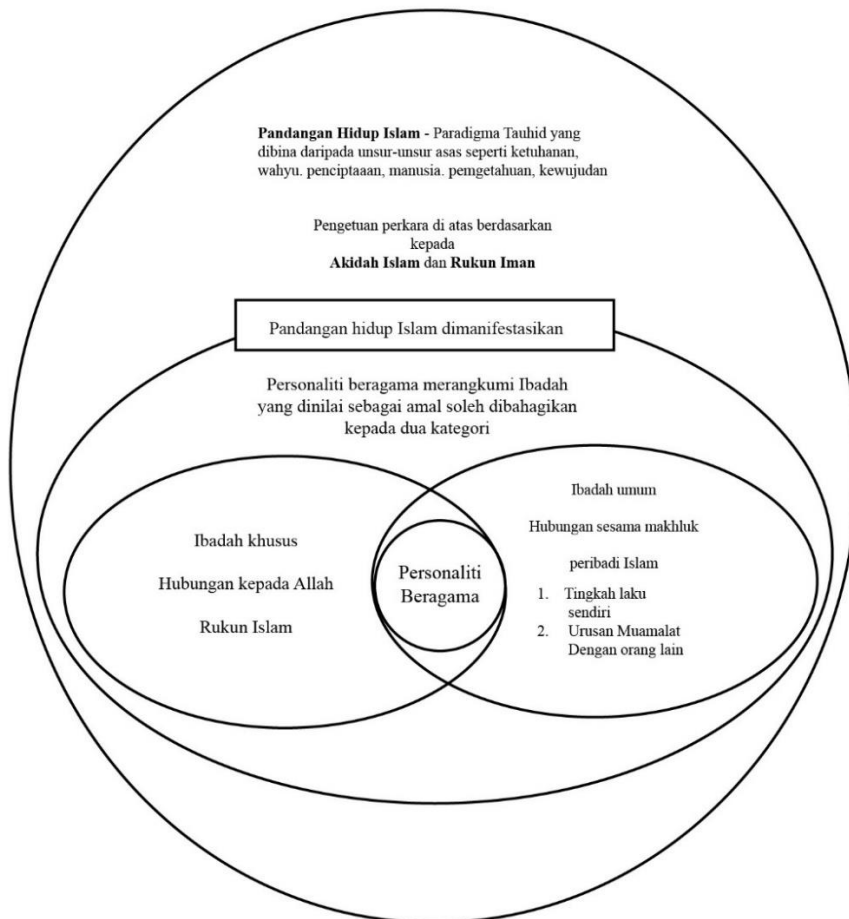 Pandangan Hidup Islam - Paradigma Tauhid yang
dibina daripada unsur-unsur asas seperti ketuhanan,
wahyu. penciptaaan, manusia. pemgetahuan, kewujudan
Pengetuan perkara di atas berdasarkan
kepada
Akidah Islam dan Rukun Iman
Pandangan hidup Islam dimanifestasikan
Personaliti beragama merangkumi Ibadah
yang dinilai sebagai amal soleh dibahagikan
kepada dua kategori
Ibadah khusus
Hubungan kepada Allah
Rukun Islam
Personaliti
Beragama
Ibadah umum
Hubungan sesama makhluk
peribadi Islam
1. Tingkah laku
sendiri
2. Urusan Muamalat
Dengan orang lain